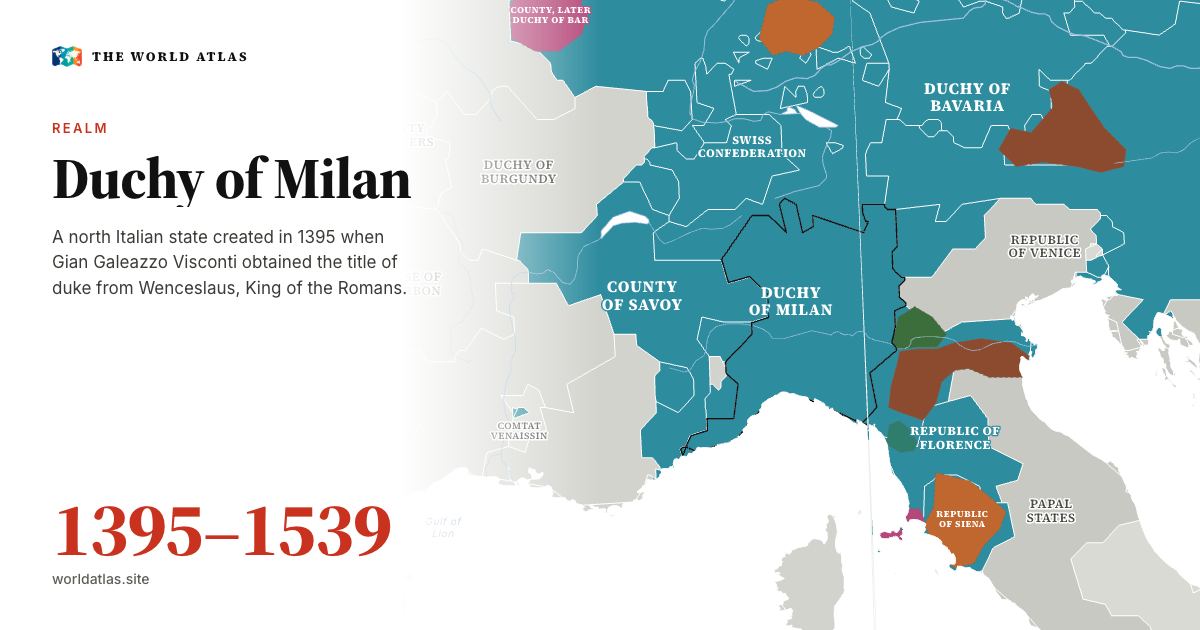 THE WORLD ATLAS
REALM
Duchy of Milan
A north Italian state created in 1395 when
Gian Galeazzo Visconti obtained the title of
duke from Wenceslaus, King of the Romans.
1395–1539
worldatlas.site
COUNTY, LATER
DUCHY OF BAR
DUCHY OF
BAVARIA
SWISS
CONFEDERATION
DUCHY OF
BURGUNDY
REPUBLIC
OF VENICE
COUNTY
OF SAVOY
DUCHY
OF MILAN
COMTAT
VENAISSIN
REPUBLIC OF
FLORENCE
PAPAL
STATES
REPUBLIC
OF SIENA
Gulf of
Lion